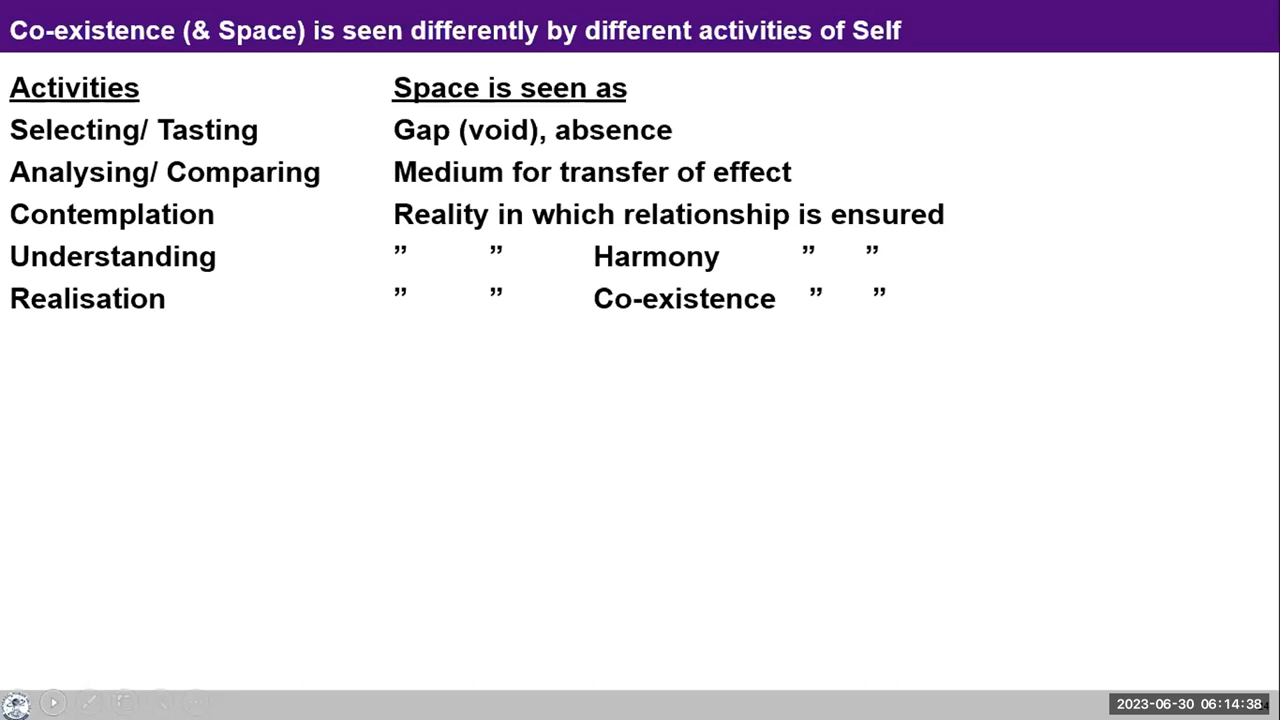 Co-existence (& Space) is seen differently by different activities of Self
Activities Space is seen as
Selecting/ Tasting Gap (void), absence
Analysing/ Comparing Medium for transfer of effect
Contemplation Reality in which relationship is ensured
Understanding ” ” Harmony ” ”
Realisation ” ” Co-existence ” ”
2023-06-30 06:14:38